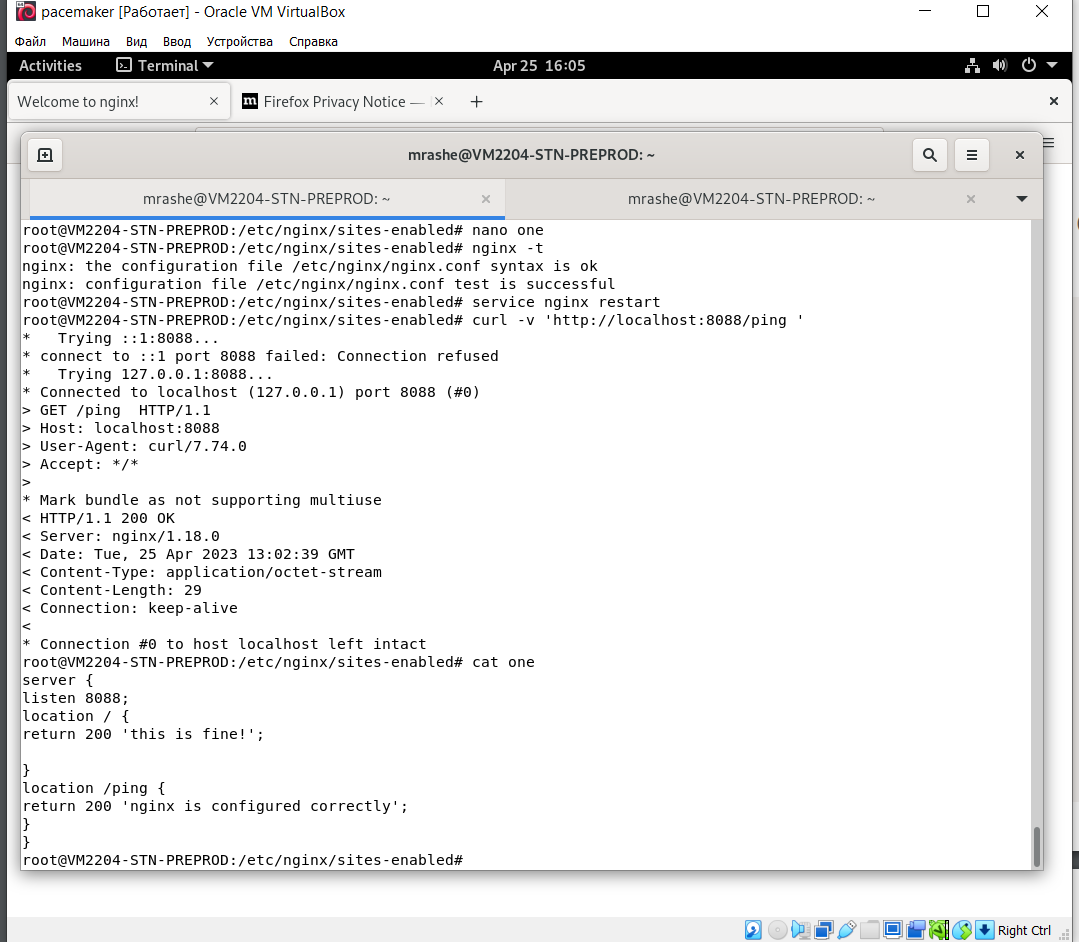 pacemaker [Работает] - Oracle VM VirtualBox
Файл Машина Вид Ввод Устройства Справка
Activities Terminal Apr 25 16:05
Welcome to nginx! × m Firefox Privacy Notice — × +
mrashe@VM2204-STN-PREPROD: ~
mrashe@VM2204-STN-PREPROD: ~ mrashe@VM2204-STN-PREPROD: ~
root@VM2204-STN-PREPROD:/etc/nginx/sites-enabled# nano one
root@VM2204-STN-PREPROD:/etc/nginx/sites-enabled# nginx -t
nginx: the configuration file /etc/nginx/nginx.conf syntax is ok
nginx: configuration file /etc/nginx/nginx.conf test is successful
root@VM2204-STN-PREPROD:/etc/nginx/sites-enabled# service nginx restart
root@VM2204-STN-PREPROD:/etc/nginx/sites-enabled# curl -v 'http://localhost:8088/ping '
*   Trying ::1:8088...
* connect to ::1 port 8088 failed: Connection refused
*   Trying 127.0.0.1:8088...
* Connected to localhost (127.0.0.1) port 8088 (#0)
> GET /ping  HTTP/1.1
> Host: localhost:8088
> User-Agent: curl/7.74.0
> Accept: */*
>
* Mark bundle as not supporting multiuse
< HTTP/1.1 200 OK
< Server: nginx/1.18.0
< Date: Tue, 25 Apr 2023 13:02:39 GMT
< Content-Type: application/octet-stream
< Content-Length: 29
< Connection: keep-alive
<
* Connection #0 to host localhost left intact
root@VM2204-STN-PREPROD:/etc/nginx/sites-enabled# cat one
server {
listen 8088;
location / {
return 200 'this is fine!';
}
location /ping {
return 200 'nginx is configured correctly';
}
}
root@VM2204-STN-PREPROD:/etc/nginx/sites-enabled#
Right Ctrl